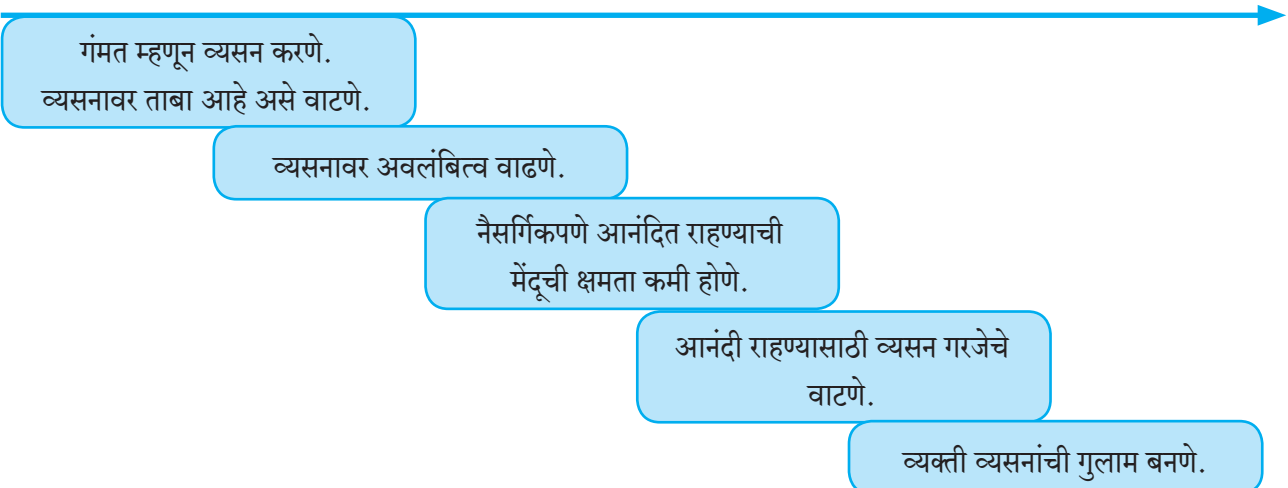 गंमत म्हणून व्यसन करणे.
व्यसनावर ताबा आहे असे वाटणे.
व्यसनावर अवलंबित्व वाढणे.
नैसर्गिकपणे आनंदित राहण्याची
मेंदूची क्षमता कमी होणे.
आनंदी राहण्यासाठी व्यसन गरजेचे
वाटणे.
व्यक्ती व्यसनांची गुलाम बनणे.